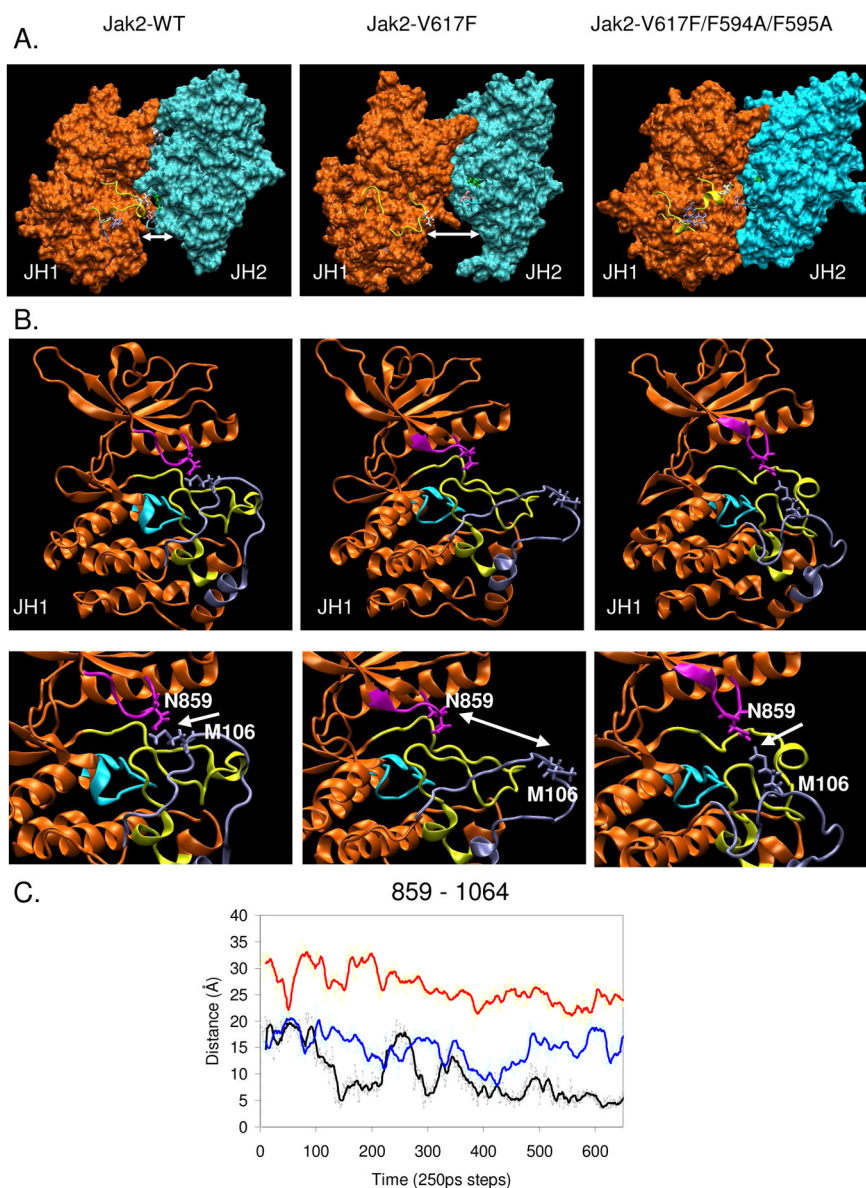 Jak2-WT Jak2-V617F Jak2-V617F/F594A/F595A
A.
JH1 JH2 JH1 JH2 JH1 JH2
B.
JH1 JH1 JH1
N859 N859 N859
M106 M106 M106
C.
859 - 1064
40
35
30
25
20
15
10
5
0
Distance (Å)
0 100 200 300 400 500 600
Time (250ps steps)